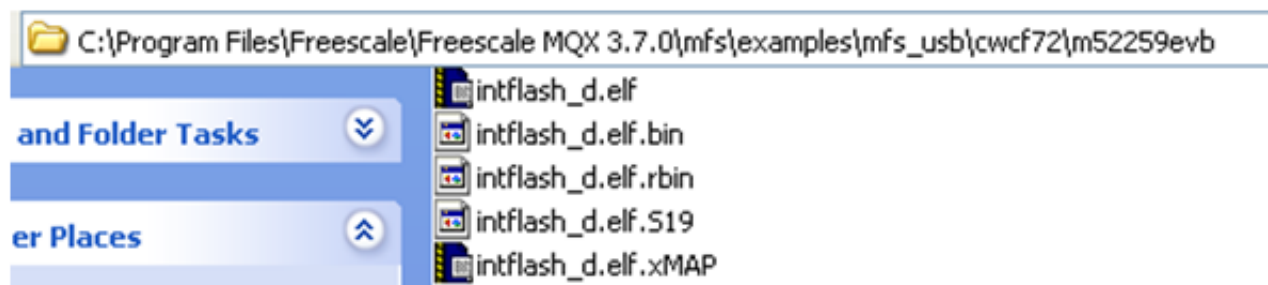 C:\Program Files\Freescale\Freescale MQX 3.7.0\mfs\examples\mfs_usb\cwcf72\m52259evb
intflash_d.elf
and Folder Tasks
intflash_d.elf.bin
intflash_d.elf.rbin
er Places
intflash_d.elf.S19
intflash_d.elf.xMAP